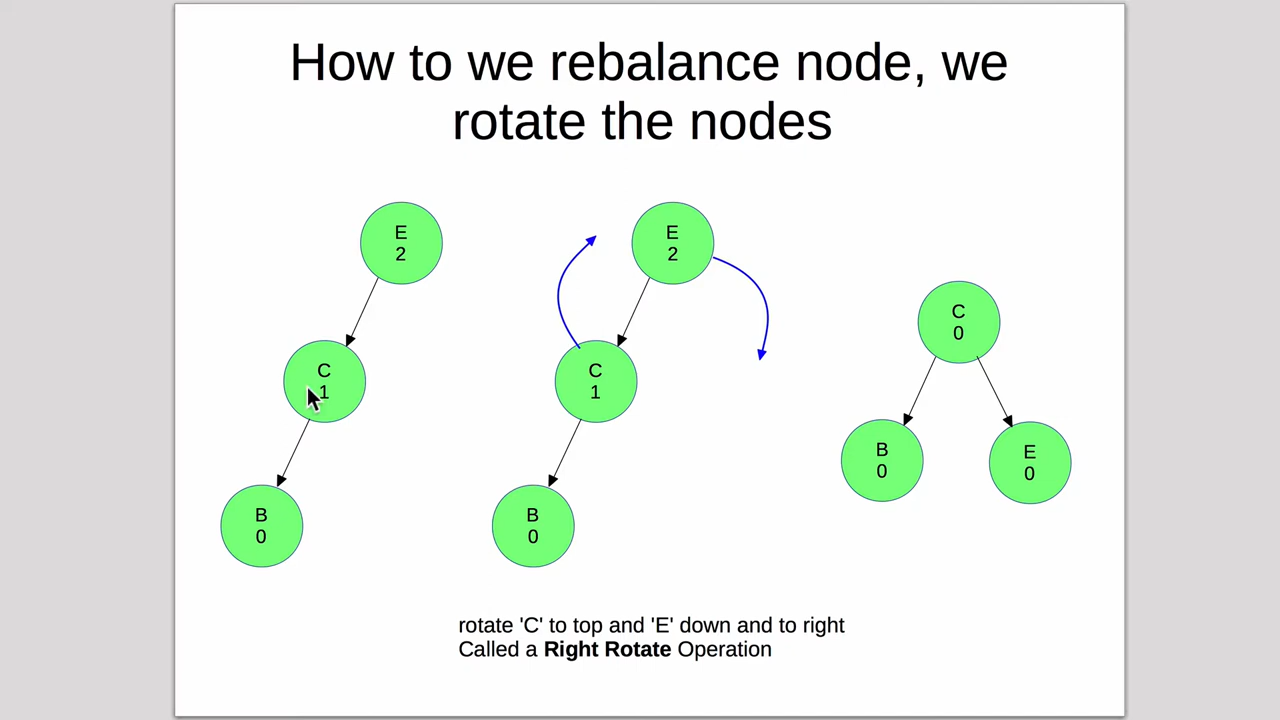 How to we rebalance node, we
rotate the nodes
E
2
C
1
B
0
E
2
C
1
B
0
C
0
B
0
E
0
rotate 'C' to top and 'E' down and to right
Called a Right Rotate Operation